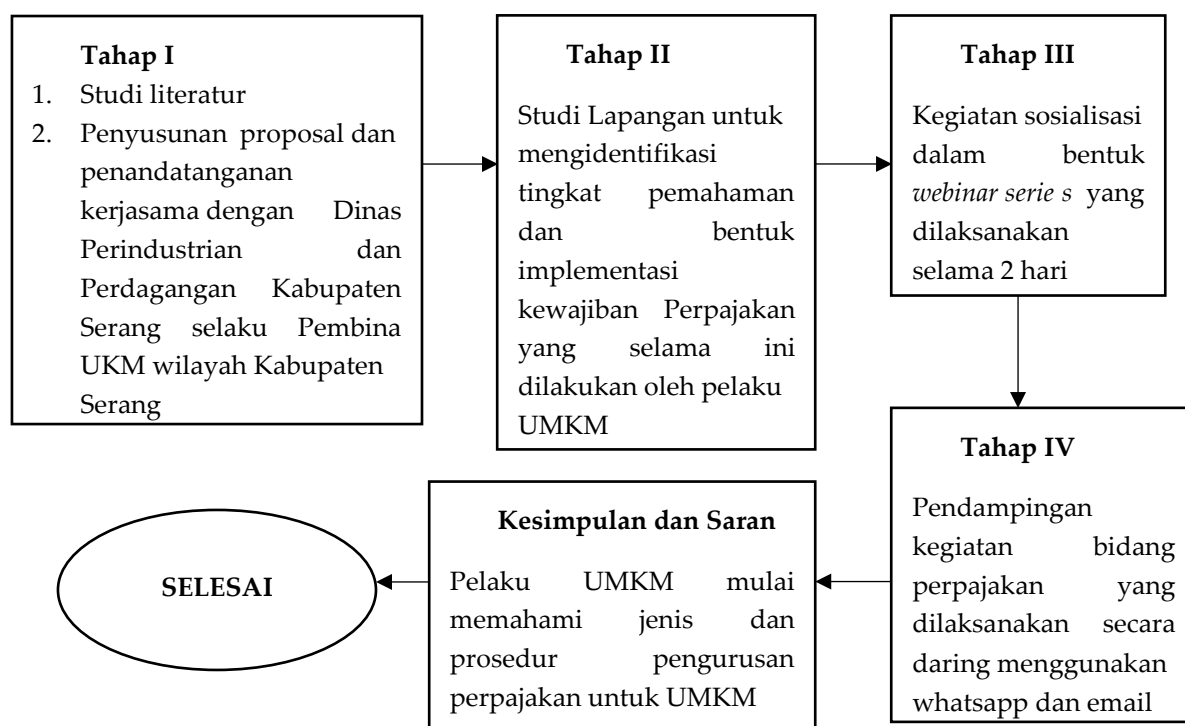 Tahap I
1. Studi literatur
2. Penyusunan proposal dan
penandatanganan
kerjasama dengan Dinas
Perindustrian dan
Perdagangan Kabupaten
Serang selaku Pembina
UKM wilayah Kabupaten
Serang
Tahap II
Studi Lapangan untuk
mengidentifikasi
tingkat pemahaman
dan bentuk
implementasi
kewajiban Perpajakan
yang selama ini
dilakukan oleh pelaku
UMKM
Tahap III
Kegiatan sosialisasi
dalam bentuk
webinar serie s yang
dilaksanakan
selama 2 hari
Tahap IV
Pendampingan
kegiatan bidang
perpajakan yang
dilaksanakan secara
daring menggunakan
whatsapp dan email
Kesimpulan dan Saran
Pelaku UMKM mulai
memahami jenis dan
prosedur pengurusan
perpajakan untuk UMKM
SELESAI